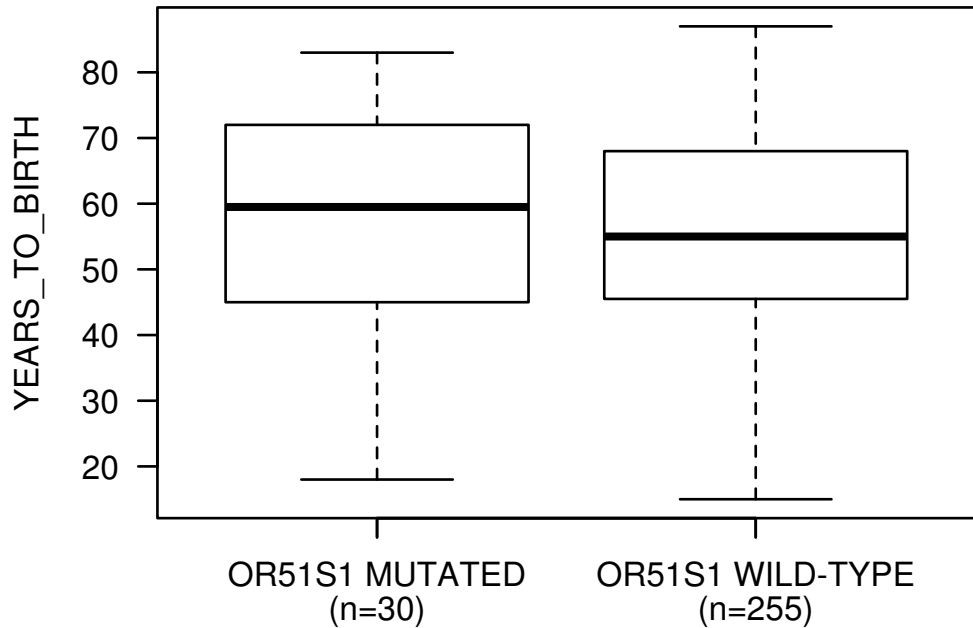 YEARS_TO_BIRTH
80
70
60
50
40
30
20
OR51S1 MUTATED
(n=30)
OR51S1 WILD-TYPE
(n=255)